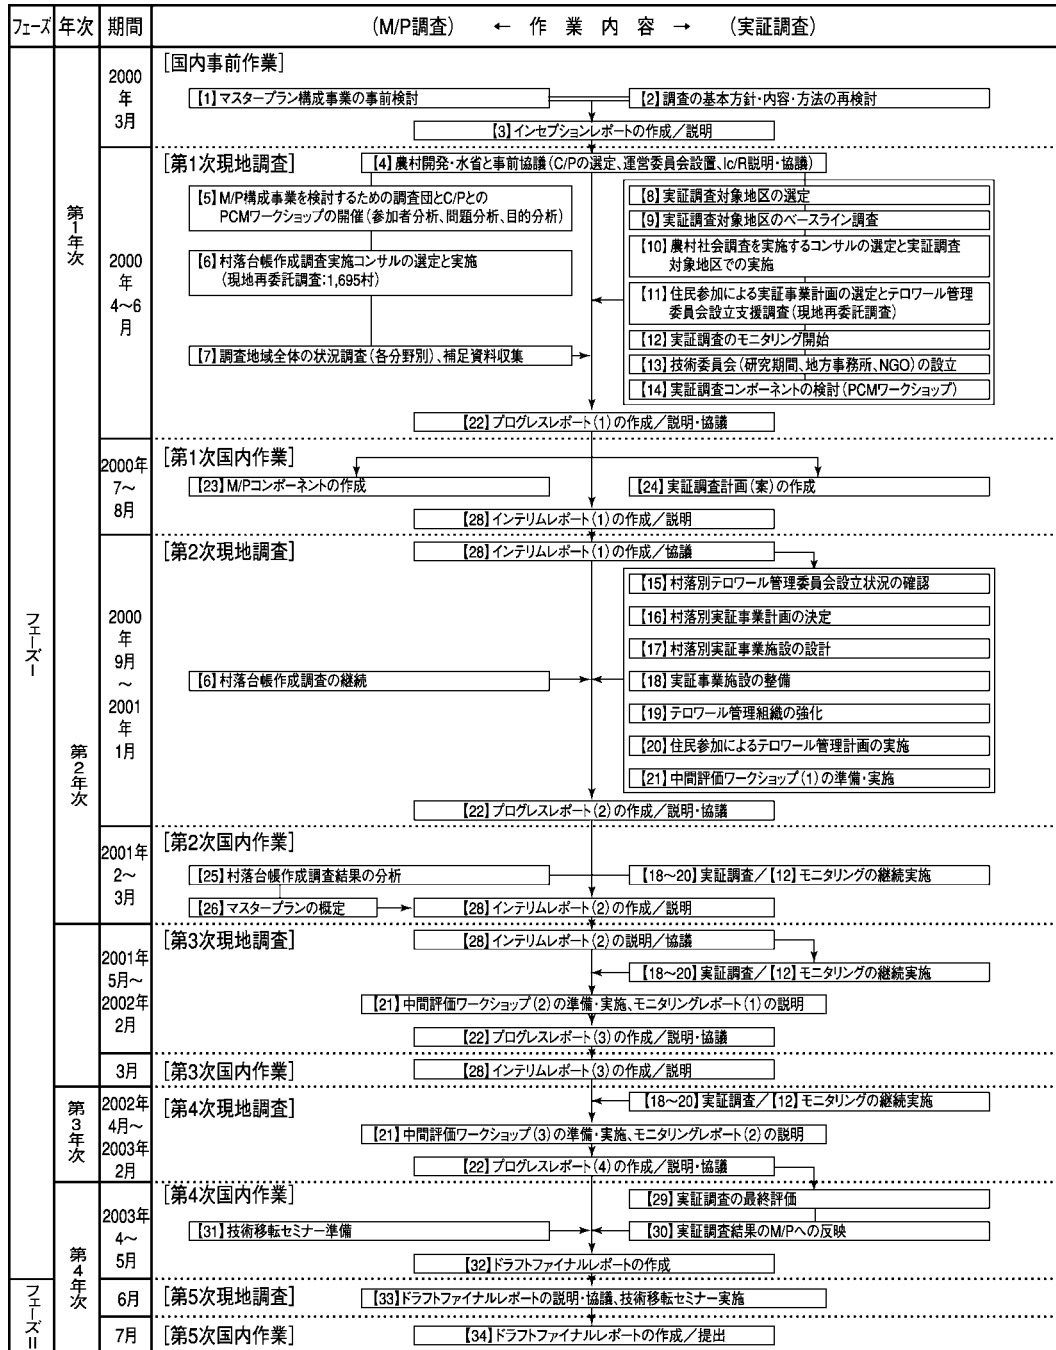 フェーズ 年次 期間 (M/P調査) ← 作業内容 → (実証調査)
フェーズI
第1年次
2000年3月
[国内事前作業]
【1】マスタープラン構成事業の事前検討
【2】調査の基本方針・内容・方法の再検討
【3】インセプションレポートの作成／説明
2000年4〜6月
[第1次現地調査]
【4】農村開発・水省と事前協議(C/Pの選定、運営委員会設置、Ic/R説明・協議)
【5】M/P構成事業を検討するための調査団とC/Pとの
PCMワークショップの開催(参加者分析、問題分析、目的分析)
【6】村落台帳作成調査実施コンサルの選定と実施
(現地再委託調査:1,695村)
【7】調査地域全体の状況調査(各分野別)、補足資料収集
【8】実証調査対象地区の選定
【9】実証調査対象地区のベースライン調査
【10】農村社会調査を実施するコンサルの選定と実証調査
対象地区での実施
【11】住民参加による実証事業計画の選定とテロワール管理
委員会設立支援調査(現地再委託調査)
【12】実証調査のモニタリング開始
【13】技術委員会(研究期間、地方事務所、NGO)の設立
【14】実証調査コンポーネントの検討(PCMワークショップ)
【22】プログレスレポート(1)の作成／説明・協議
2000年7〜8月
[第1次国内作業]
【23】M/Pコンポーネントの作成
【24】実証調査計画(案)の作成
【28】インテリムレポート(1)の作成／説明
第2年次
2000年9月〜2001年1月
[第2次現地調査]
【28】インテリムレポート(1)の作成／協議
【15】村落別テロワール管理委員会設立状況の確認
【16】村落別実証事業計画の決定
【17】村落別実証事業施設の設計
【6】村落台帳作成調査の継続
【18】実証事業施設の整備
【19】テロワール管理組織の強化
【20】住民参加によるテロワール管理計画の実施
【21】中間評価ワークショップ(1)の準備・実施
【22】プログレスレポート(2)の作成／説明・協議
2001年2〜3月
[第2次国内作業]
【25】村落台帳作成調査結果の分析
【18〜20】実証調査／【12】モニタリングの継続実施
【26】マスタープランの概定
【28】インテリムレポート(2)の作成／説明
2001年5月〜2002年2月
[第3次現地調査]
【28】インテリムレポート(2)の説明／協議
【18〜20】実証調査／【12】モニタリングの継続実施
【21】中間評価ワークショップ(2)の準備・実施、モニタリングレポート(1)の説明
【22】プログレスレポート(3)の作成／説明・協議
3月
[第3次国内作業]
【28】インテリムレポート(3)の作成／説明
第3年次
2002年4月〜2003年2月
[第4次現地調査]
【18〜20】実証調査／【12】モニタリングの継続実施
【21】中間評価ワークショップ(3)の準備・実施、モニタリングレポート(2)の説明
【22】プログレスレポート(4)の作成／説明・協議
第4年次
2003年4〜5月
[第4次国内作業]
【29】実証調査の最終評価
【31】技術移転セミナー準備
【30】実証調査結果のM/Pへの反映
【32】ドラフトファイナルレポートの作成
フェーズII
6月
[第5次現地調査]
【33】ドラフトファイナルレポートの説明・協議、技術移転セミナー実施
7月
[第5次国内作業]
【34】ドラフトファイナルレポートの作成／提出